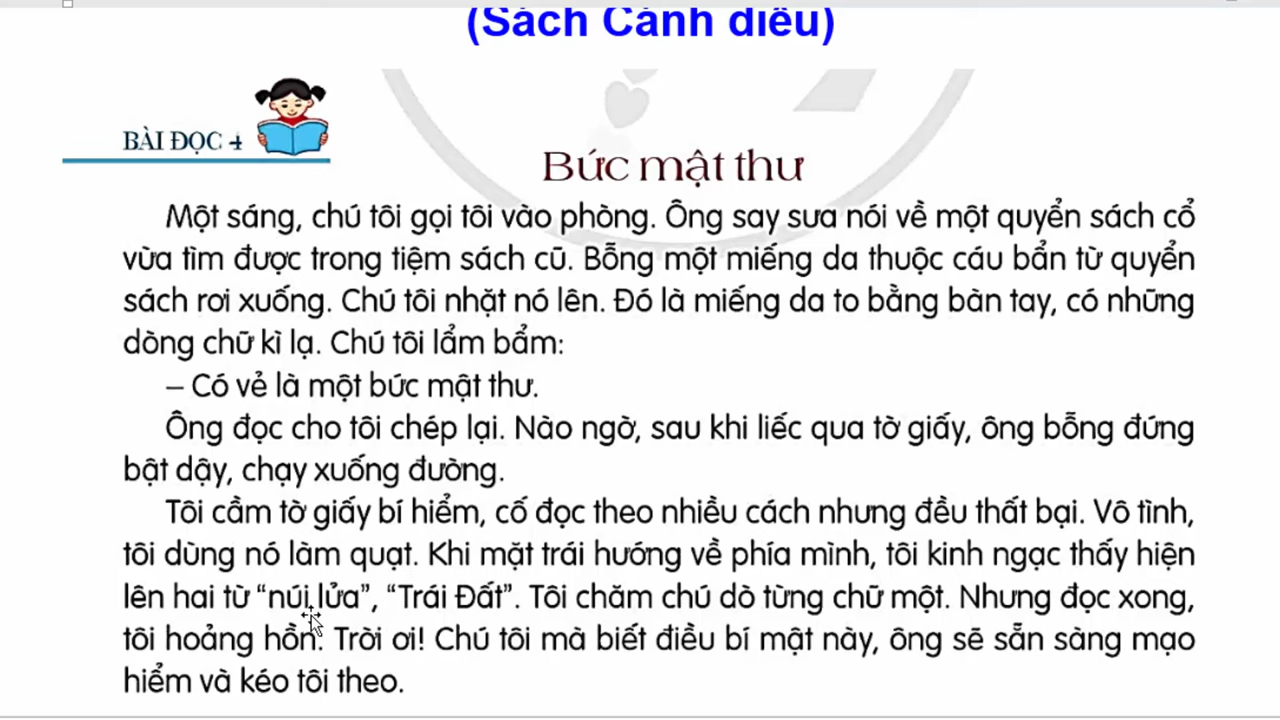 (Sách Cánh diều)
BÀI ĐỌC 4
Bức mật thư
Một sáng, chú tôi gọi tôi vào phòng. Ông say sưa nói về một quyển sách cổ
vừa tìm được trong tiệm sách cũ. Bỗng một miếng da thuộc cáu bẩn từ quyển
sách rơi xuống. Chú tôi nhặt nó lên. Đó là miếng da to bằng bàn tay, có những
dòng chữ kì lạ. Chú tôi lẩm bẩm:
– Có vẻ là một bức mật thư.
Ông đọc cho tôi chép lại. Nào ngờ, sau khi liếc qua tờ giấy, ông bỗng đứng
bật dậy, chạy xuống đường.
Tôi cầm tờ giấy bí hiểm, cố đọc theo nhiều cách nhưng đều thất bại. Vô tình,
tôi dùng nó làm quạt. Khi mặt trái hướng về phía mình, tôi kinh ngạc thấy hiện
lên hai từ “núi lửa”, “Trái Đất”. Tôi chăm chú dò từng chữ một. Nhưng đọc xong,
tôi hoảng hồn. Trời ơi! Chú tôi mà biết điều bí mật này, ông sẽ sẵn sàng mạo
hiểm và kéo tôi theo.